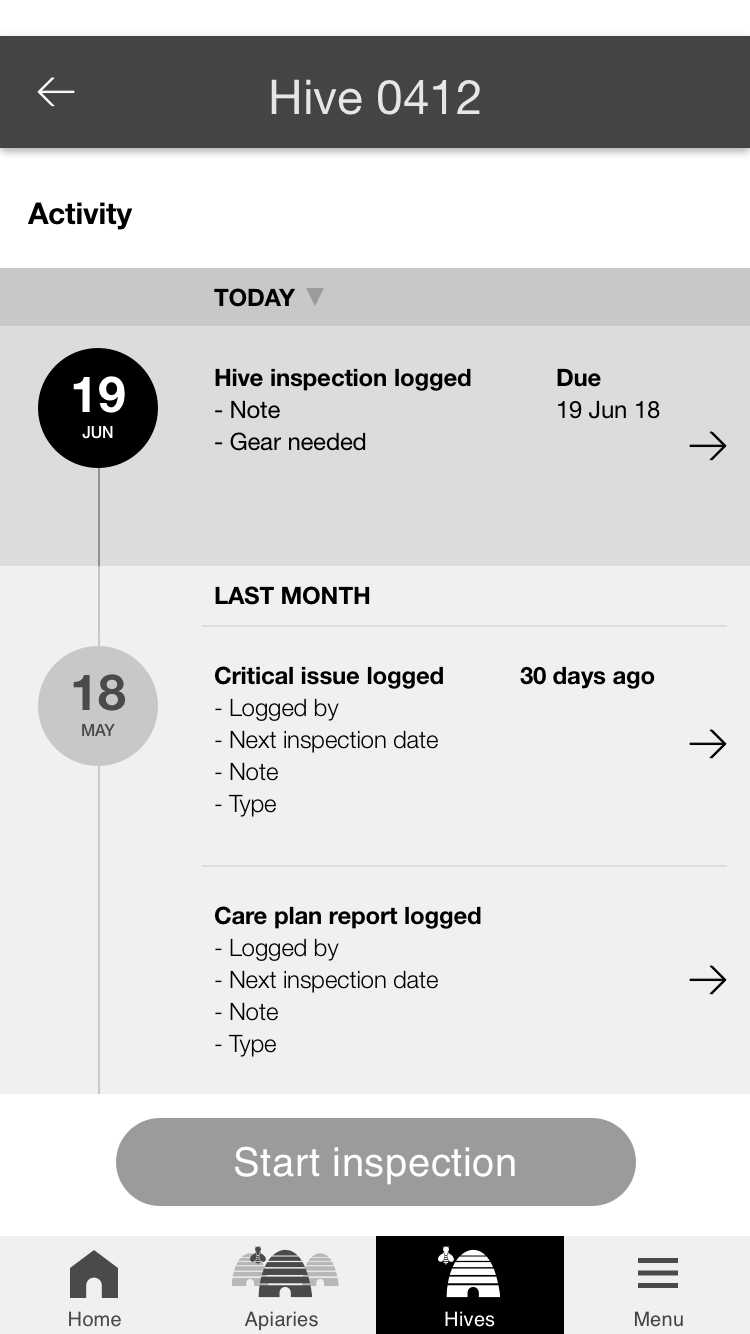 Hive 0412
Activity
TODAY
19
JUN
Hive inspection logged
- Note
- Gear needed
Due
19 Jun 18
LAST MONTH
18
MAY
Critical issue logged
30 days ago
- Logged by
- Next inspection date
- Note
- Type
Care plan report logged
- Logged by
- Next inspection date
- Note
- Type
Start inspection
Home
Apiaries
Hives
Menu